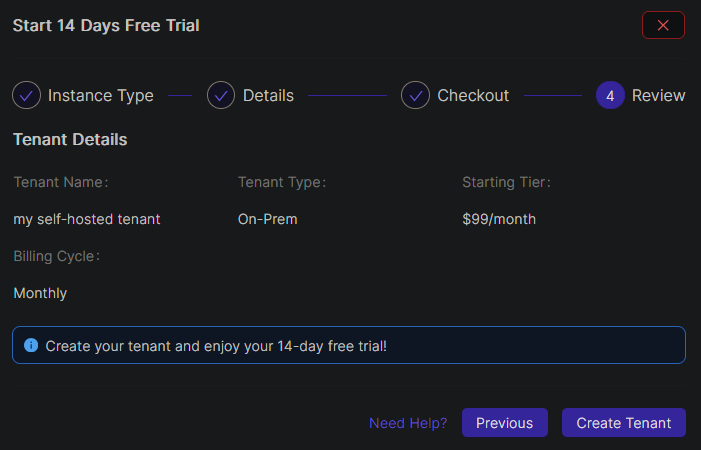 Start 14 Days Free Trial
Instance Type
Details
Checkout
4 Review
Tenant Details
Tenant Name:
Tenant Type:
Starting Tier:
my self-hosted tenant
On-Prem
$99/month
Billing Cycle:
Monthly
Create your tenant and enjoy your 14-day free trial!
Need Help?
Previous
Create Tenant